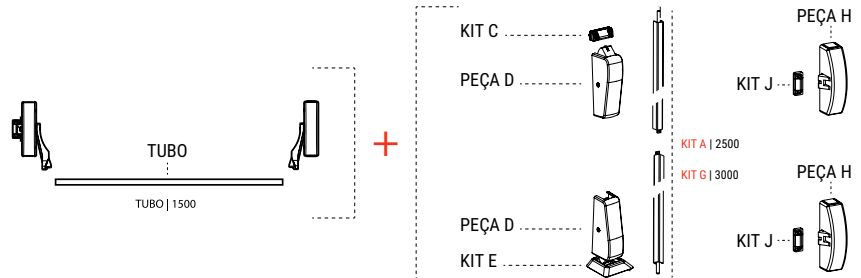 TUBO
TUBO | 1500
+
KIT C
PEÇA D
PEÇA D
KIT E
KIT A | 2500
KIT G | 3000
PEÇA H
KIT J
PEÇA H
KIT J